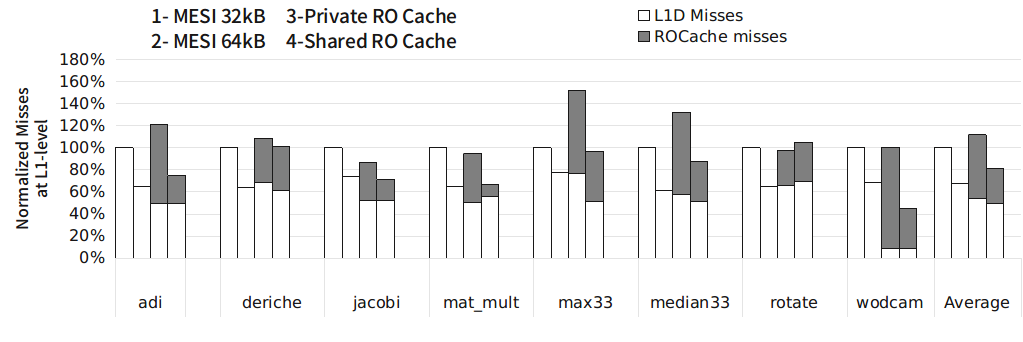 1- MESI 32kB 3-Private RO Cache
2- MESI 64kB 4-Shared RO Cache
L1D Misses
ROCache misses
Normalized Misses
at L1-level
180%
160%
140%
120%
100%
80%
60%
40%
20%
0%
adi deriche jacobi mat_mult max33 median33 rotate wodcam Average